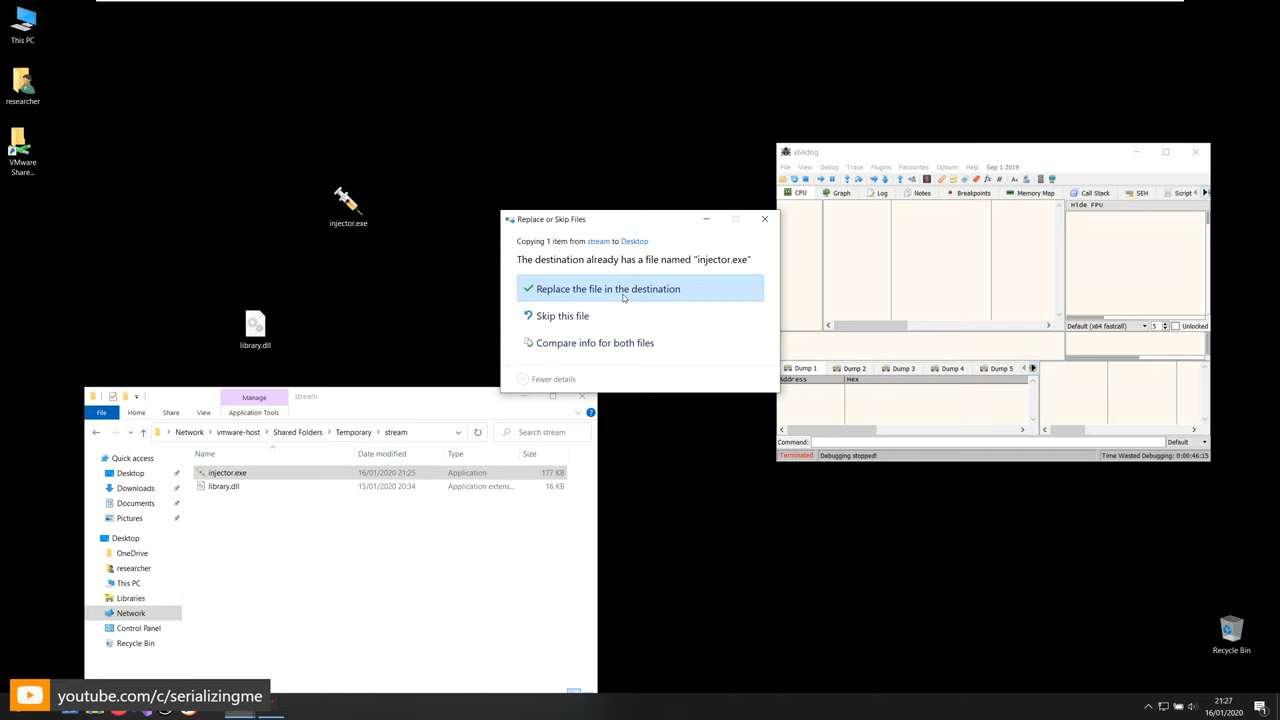 This PC
researcher
VMware
Share...
injector.exe
library.dll
Replace or Skip Files
Copying 1 item from stream to Desktop
The destination already has a file named "injector.exe"
Replace the file in the destination
Skip this file
Compare info for both files
Fewer details
x64dbg
File View Debug Trace Plugins Favourites Options Help Sep 1 2019
CPU Graph Log Notes Breakpoints Memory Map Call Stack SEH Script
Hide FPU
Default (x64 fastcall) 5 Unlocked
Dump 1 Dump 2 Dump 3 Dump 4 Dump 5
Address Hex
Command: Default
Terminated Debugging stopped! Time Wasted Debugging: 0:00:46:15
Manage stream
File Home Share View Application Tools
Network vmware-host Shared Folders Temporary stream Search stream
Name Date modified Type Size
injector.exe 16/01/2020 21:25 Application 177 KB
library.dll 15/01/2020 20:34 Application extens... 16 KB
Quick access
Desktop
Downloads
Documents
Pictures
Desktop
OneDrive
researcher
This PC
Libraries
Network
Control Panel
Recycle Bin
Recycle Bin
youtube.com/c/serializingme
21:27
16/01/2020